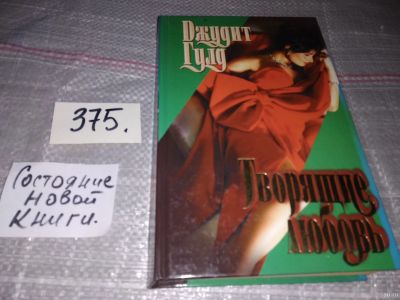 Джудит
Гулд
375.
Состояние
новой
книги.
Творящие
любовь